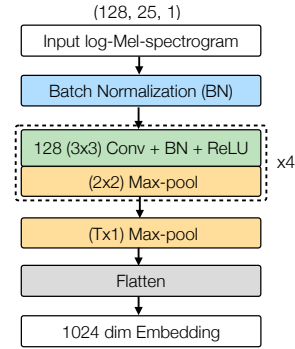 (128, 25, 1)
Input log-Mel-spectrogram
Batch Normalization (BN)
128 (3x3) Conv + BN + ReLU
x4
(2x2) Max-pool
(Tx1) Max-pool
Flatten
1024 dim Embedding